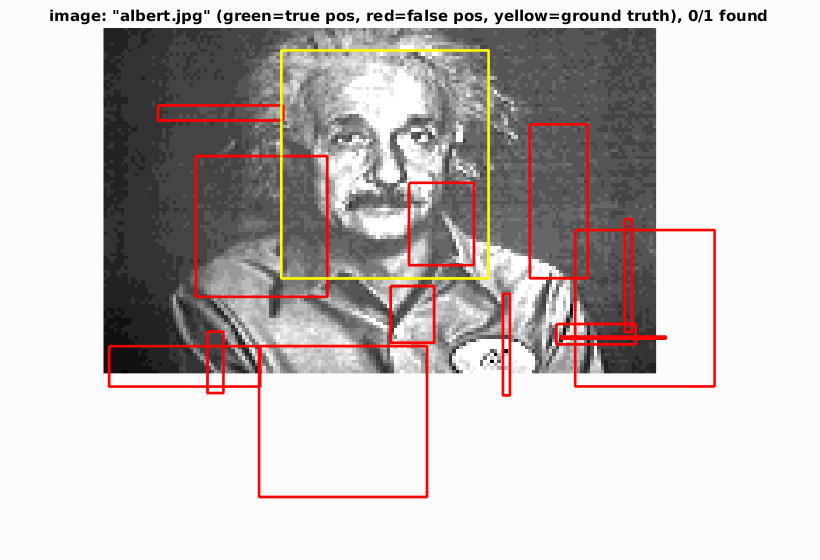 image: "albert.jpg" (green=true pos, red=false pos, yellow=ground truth), 0/1 found